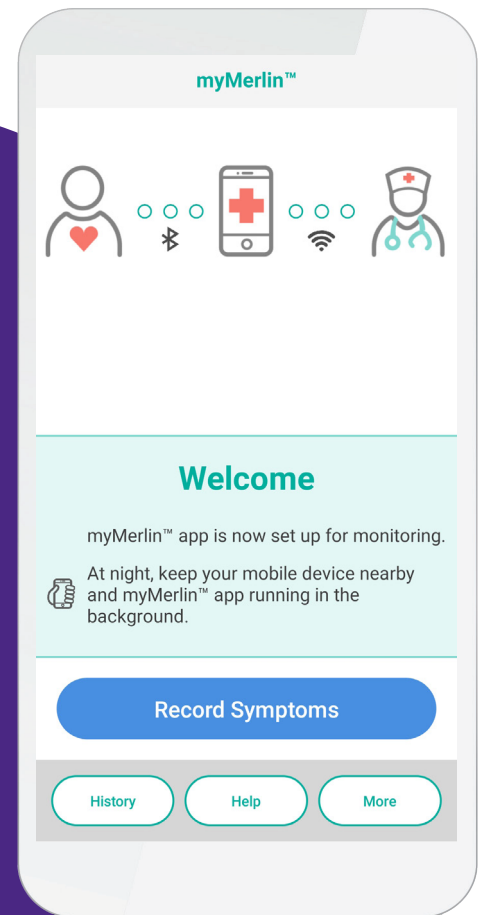 myMerlin™
Welcome
myMerlin™ app is now set up for monitoring.
At night, keep your mobile device nearby
and myMerlin™ app running in the
background.
Record Symptoms
History
Help
More